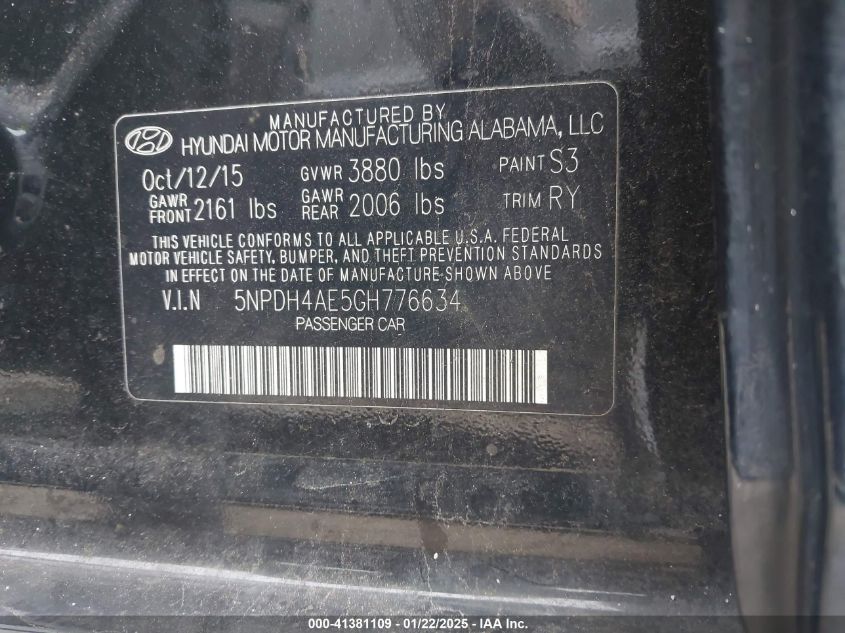 MANUFACTURED BY
HYUNDAI MOTOR MANUFACTURING ALABAMA, LLC
Oct/12/15 GVWR 3880 lbs PAINT S3
GAWR FRONT 2161 lbs GAWR REAR 2006 lbs TRIM RY
THIS VEHICLE CONFORMS TO ALL APPLICABLE U.S.A. FEDERAL
MOTOR VEHICLE SAFETY, BUMPER, AND THEFT PREVENTION STANDARDS
IN EFFECT ON THE DATE OF MANUFACTURE SHOWN ABOVE
V.I.N 5NPDH4AE5GH776634
PASSENGER CAR
000-41381109 - 01/22/2025 - IAA Inc.